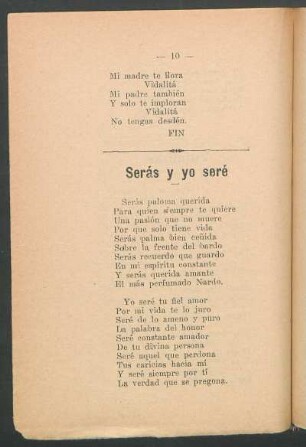 — 10 —
Mi madre te llora
Vidalitá
Mi padre también
Y solo te imploran
Vidalitá
No tengas desdén.
FIN
Serás y yo seré
Serás paloma querida
Para quien siempre te quiere
Una pasión que no muere
Por que solo tiene vida
Serás palma bien ceñida
Sobre la frente del bardo
Serás recuerdo que guardo
En mi espíritu constante
Y serás querida amante
El más perfumado Nardo.
Yo seré tu fiel amor
Por mi vida te lo juro
Seré de lo ameno y puro
La palabra del honor
Seré constante amador
De tu divina persona
Seré aquel que perdona
Tus caricias hacia mí
Y seré siempre por tí
La verdad que se pregona.